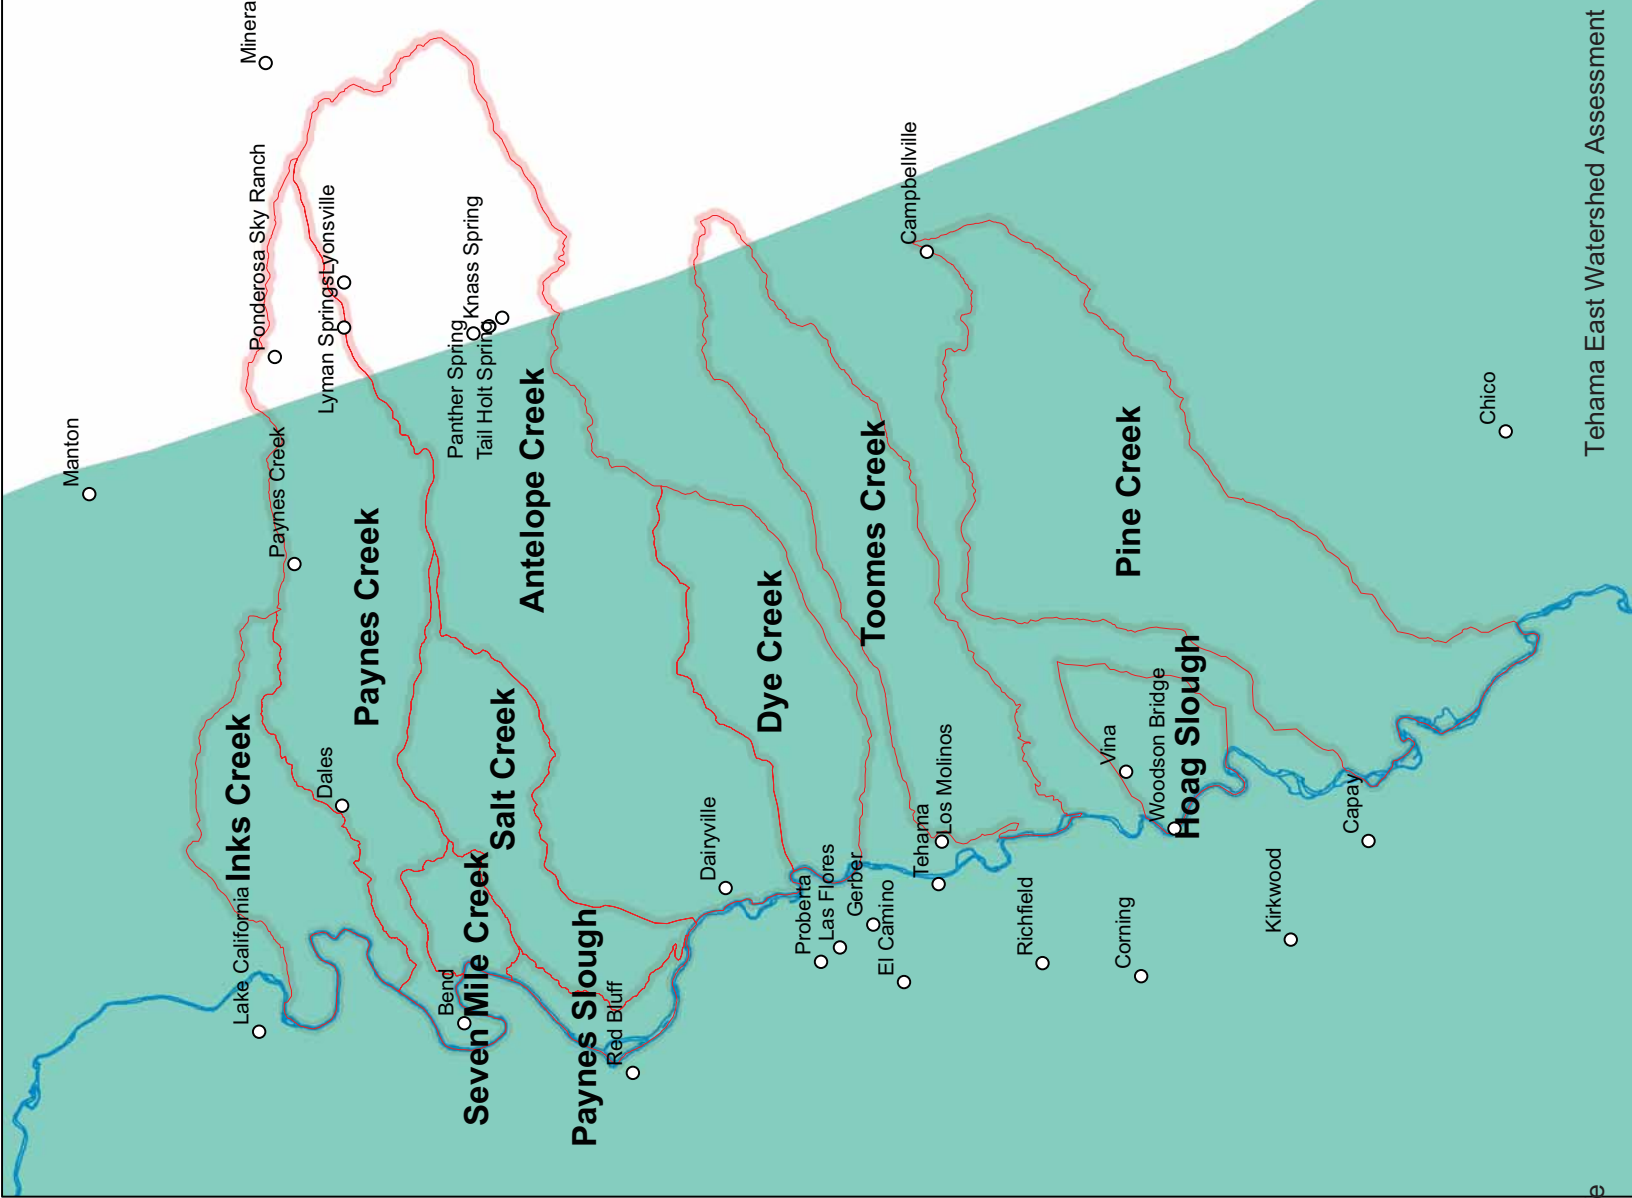 Mineral
Manton
Ponderosa Sky Ranch
Lyonsville
Lyman Springs
Knass Spring
Panther Spring
Tail Holt Spring
Campbellville
Paynes Creek
Paynes Creek
Antelope Creek
Toomes Creek
Pine Creek
Chico
Tehama East Watershed Assessment
Inks Creek
Dales
Salt Creek
Dye Creek
Lake California
Bend
Seven Mile Creek
Paynes Slough
Red Bluff
Dairyville
Proberta
Las Flores
Gerber
El Camino
Tehama
Los Molinos
Vina
Woodson Bridge
Hoag Slough
Richfield
Corning
Kirkwood
Capay
e